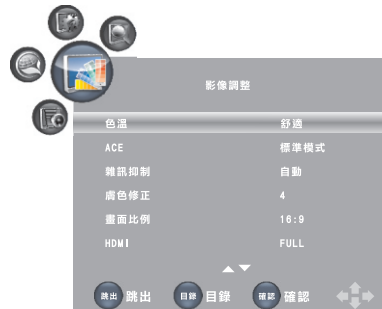 影像調整
色溫 舒適
ACE 標準模式
雜訊抑制 自動
膚色修正 4
畫面比例 16:9
HDMI FULL
跳出 跳出 目錄 目錄 確認 確認